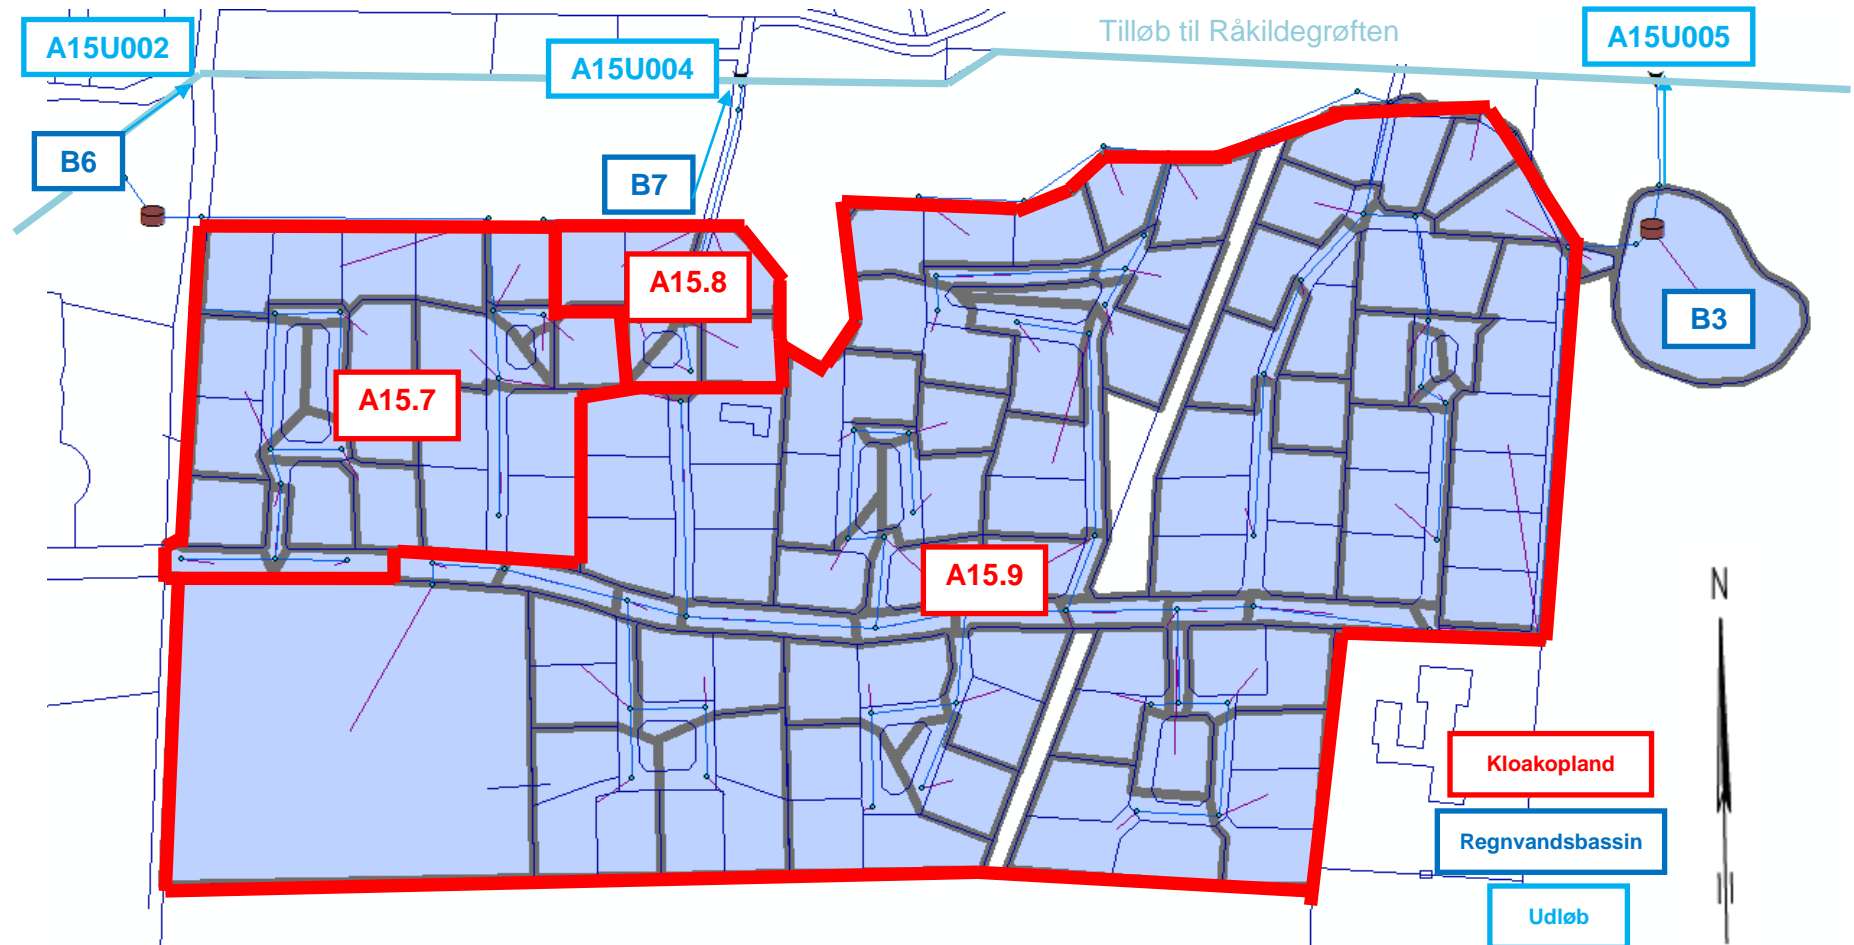 Tilløb til Råkildegrøften
A15U002
A15U004
A15U005
B6
B7
A15.8
B3
A15.7
A15.9
N
Kloakopland
Regnvandsbassin
Udløb